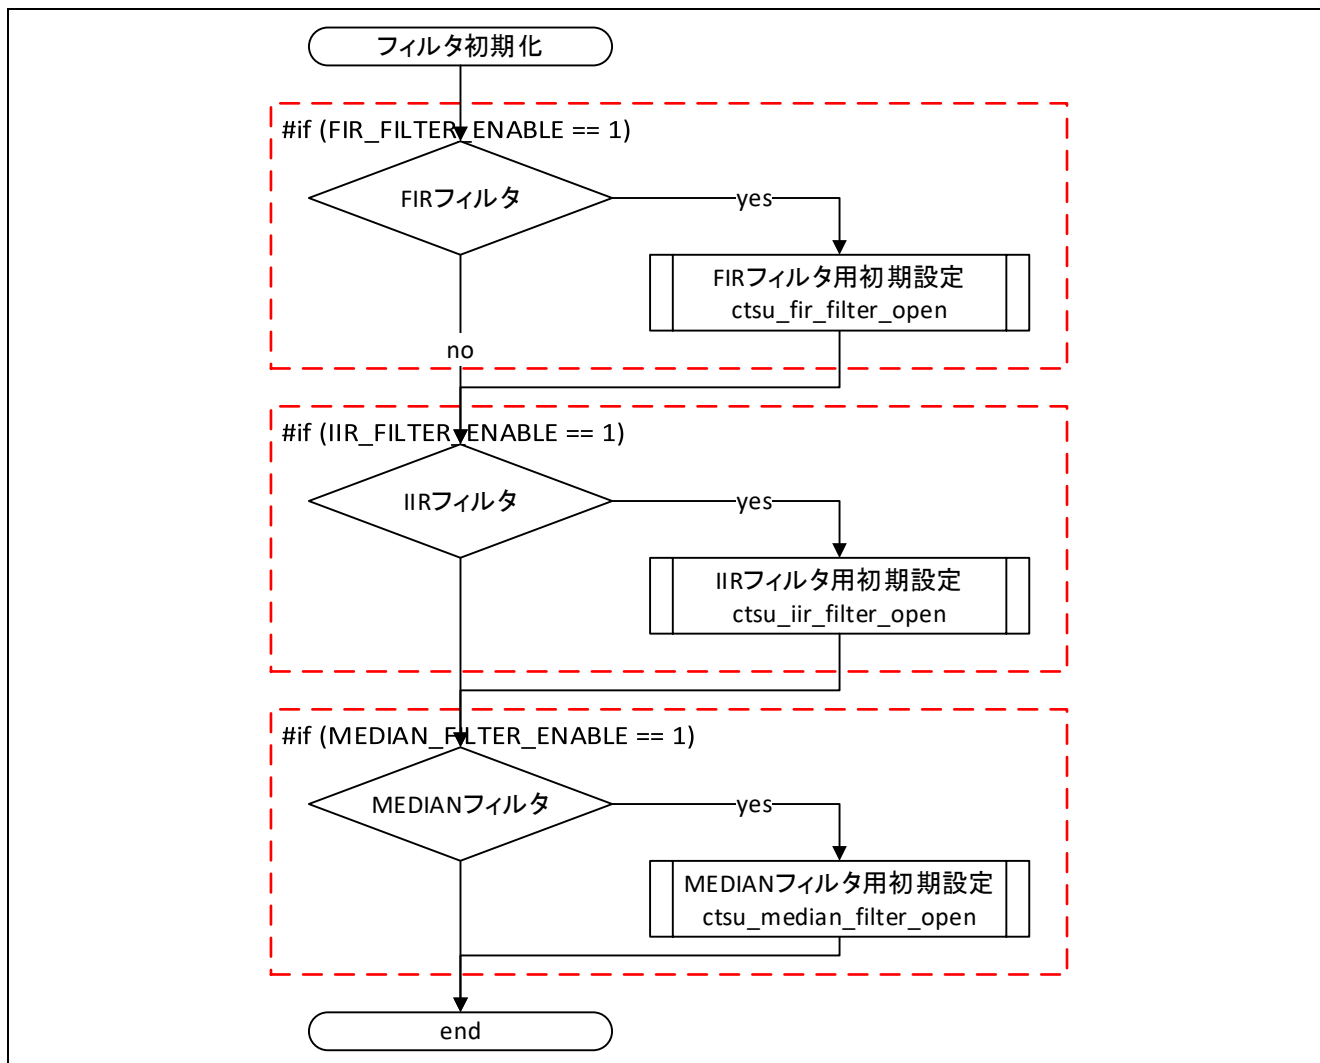 フィルタ初期化
#if (FIR_FILTER_ENABLE == 1)
FIRフィルタ
yes
FIRフィルタ用初期設定
ctsu_fir_filter_open
no
#if (IIR_FILTER_ENABLE == 1)
IIRフィルタ
yes
IIRフィルタ用初期設定
ctsu_iir_filter_open
#if (MEDIAN_FILTER_ENABLE == 1)
MEDIANフィルタ
yes
MEDIANフィルタ用初期設定
ctsu_median_filter_open
end